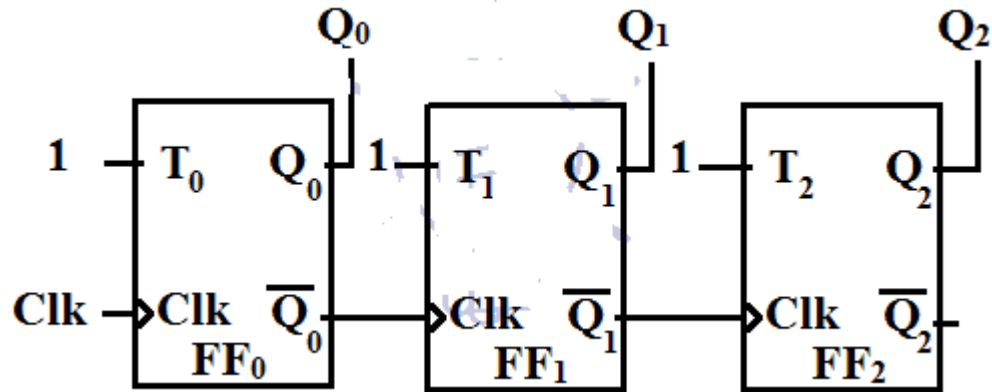 Q₀ Q₁ Q₂
1 T₀ Q₀ 1 T₁ Q₁ 1 T₂ Q₂
Clk Clk Q̅₀ Clk Q̅₁ Clk Q̅₂
FF₀ FF₁ FF₂